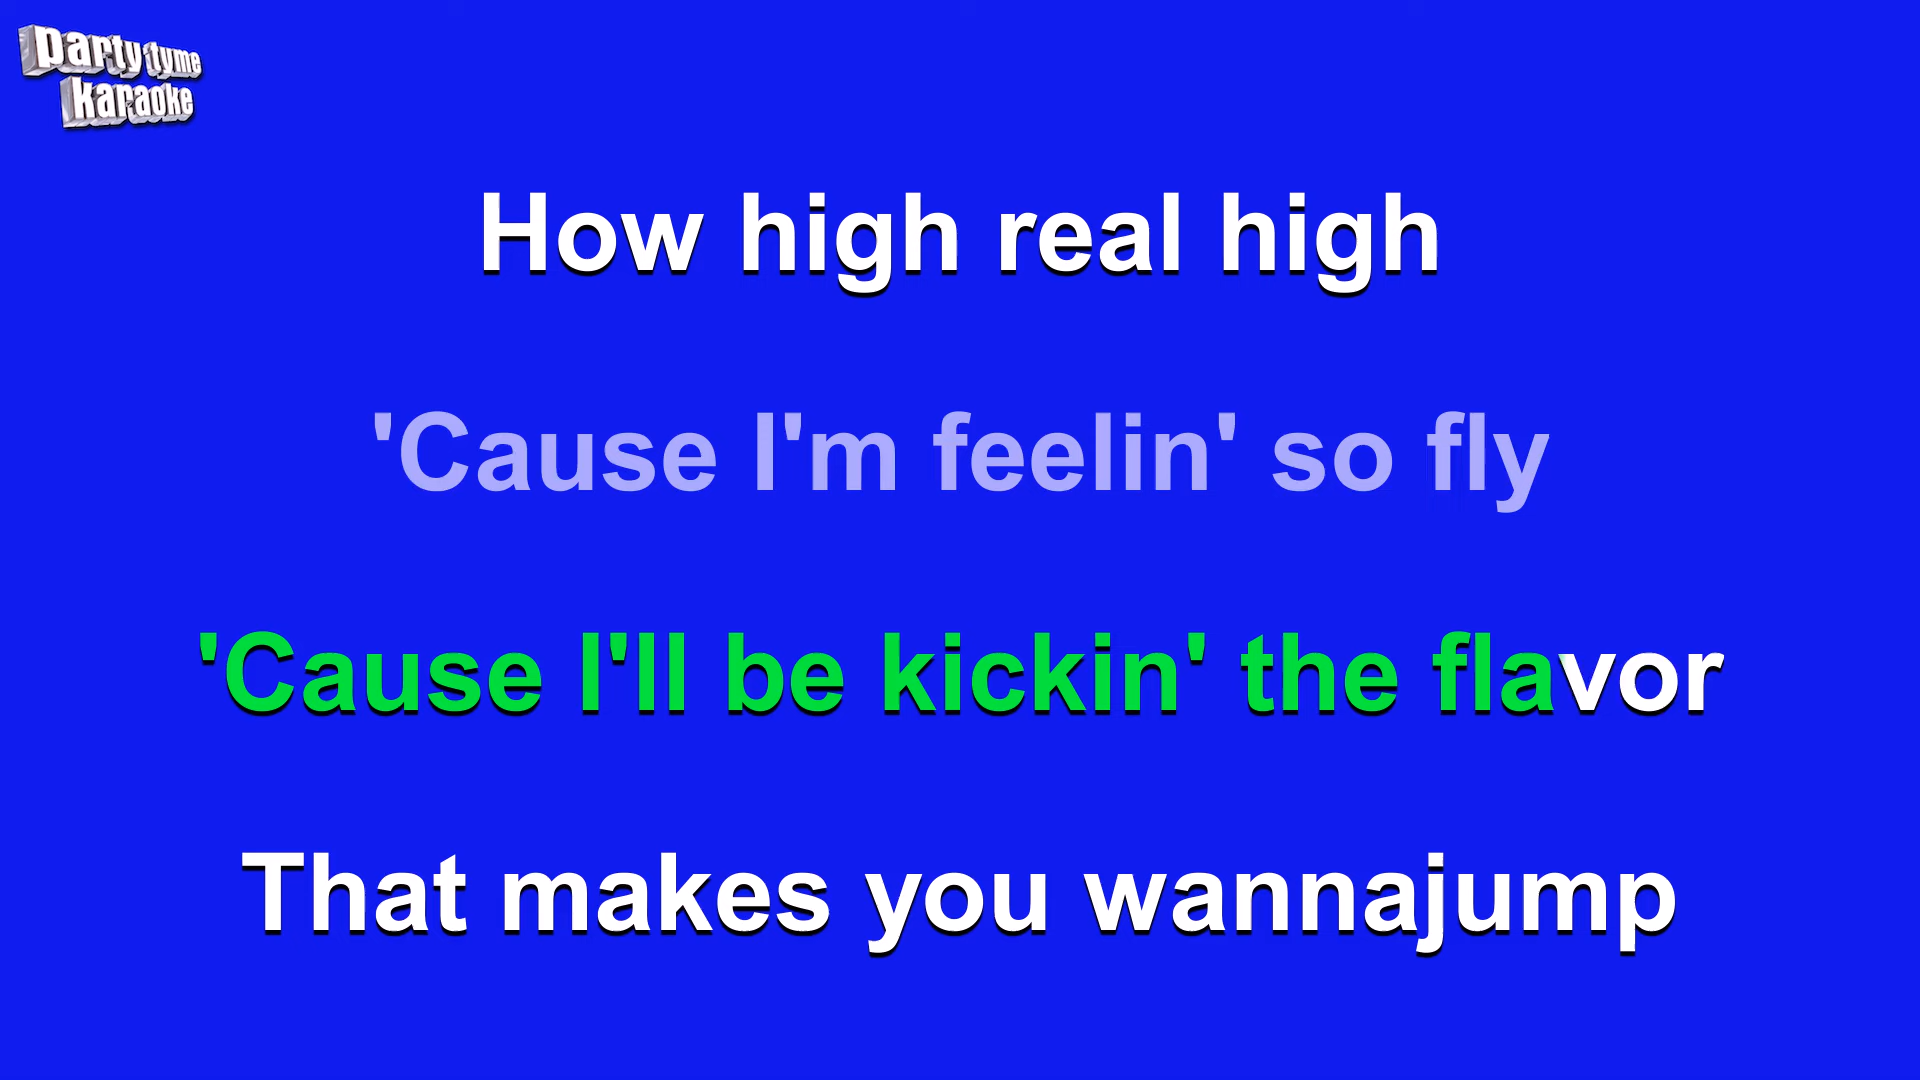 party tyme
karaoke
How high real high
'Cause I'm feelin' so fly
'Cause I'll be kickin' the flavor
That makes you wannajump